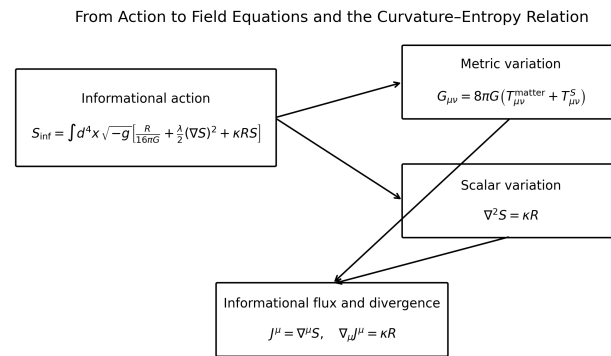 From Action to Field Equations and the Curvature–Entropy Relation
Informational action
S_inf = ∫d⁴x √−g[R/16πG + λ/2(∇S)² + κRS]
Metric variation
G_μν = 8πG(T_μν^matter + T_μν^S)
Scalar variation
∇²S = κR
Informational flux and divergence
J^μ = ∇^μS, ∇_μJ^μ = κR